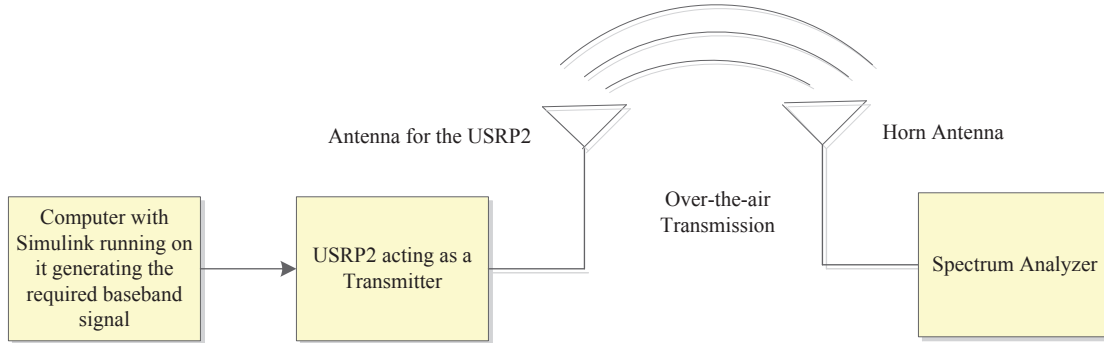 Antenna for the USRP2
Horn Antenna
Over-the-air
Transmission
Computer with
Simulink running on
it generating the
required baseband
signal
USRP2 acting as a
Transmitter
Spectrum Analyzer